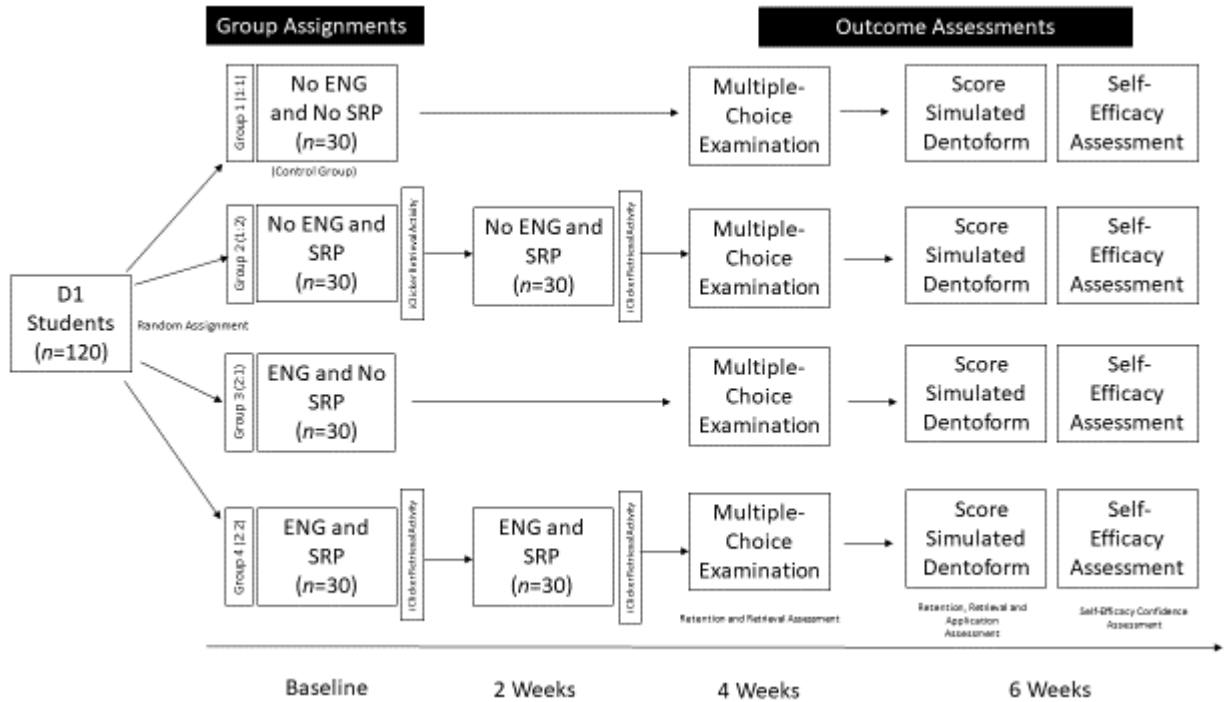 Group Assignments
Outcome Assessments
Group 1 (1:1)
No ENG
and No SRP
(n=30)
(Control Group)
Multiple-
Choice
Examination
Score
Simulated
Dentoform
Self-
Efficacy
Assessment
Group 2 (1:2)
No ENG and
SRP
(n=30)
iClicker Retrieval Activity
No ENG and
SRP
(n=30)
iClicker Retrieval Activity
Multiple-
Choice
Examination
Score
Simulated
Dentoform
Self-
Efficacy
Assessment
D1
Students
(n=120)
Random Assignment
Group 3 (2:1)
ENG and No
SRP
(n=30)
Multiple-
Choice
Examination
Score
Simulated
Dentoform
Self-
Efficacy
Assessment
Group 4 (2:2)
ENG and
SRP
(n=30)
iClicker Retrieval Activity
ENG and
SRP
(n=30)
iClicker Retrieval Activity
Multiple-
Choice
Examination
Score
Simulated
Dentoform
Self-
Efficacy
Assessment
Retention and Retrieval Assessment
Retention, Retrieval and
Application
Assessment
Self-Efficacy Confidence
Assessment
Baseline
2 Weeks
4 Weeks
6 Weeks